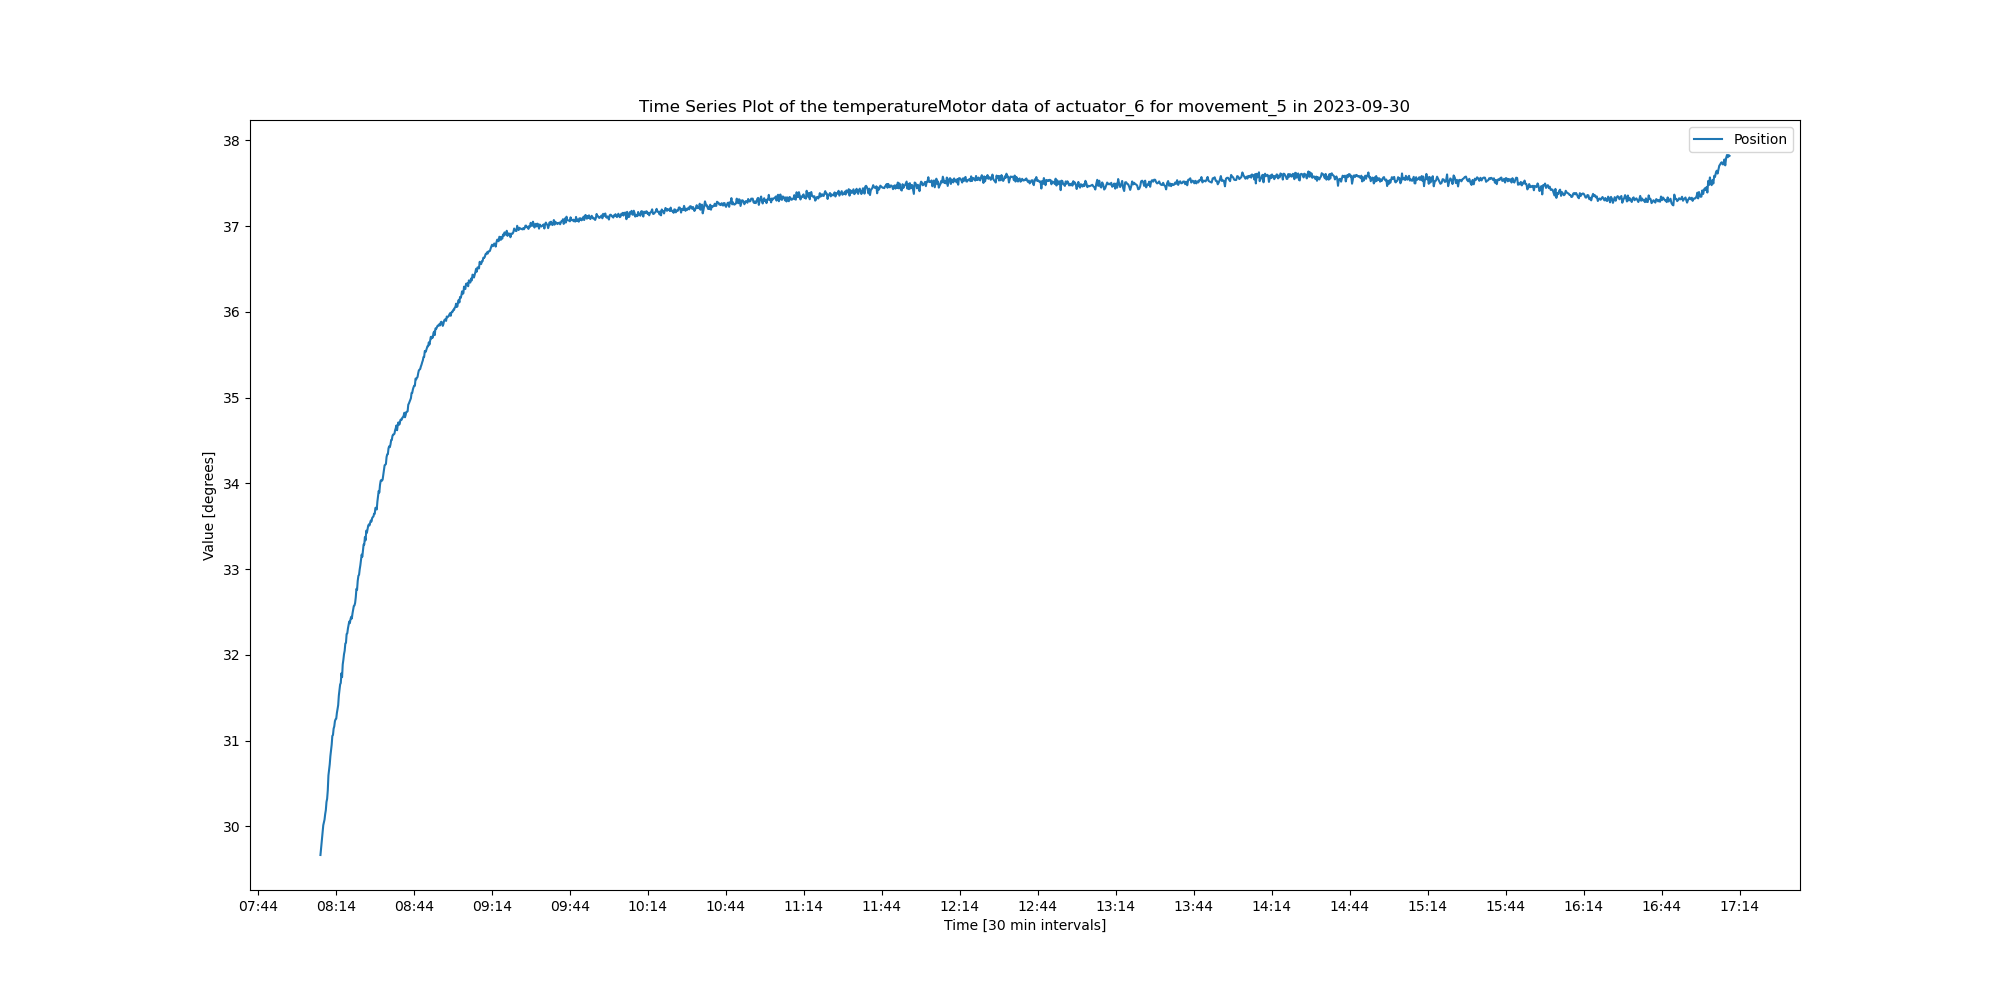 Time Series Plot of the temperatureMotor data of actuator_6 for movement_5 in 2023-09-30
Position
38
37
36
35
34
33
32
31
30
Value [degrees]
07:44 08:14 08:44 09:14 09:44 10:14 10:44 11:14 11:44 12:14 12:44 13:14 13:44 14:14 14:44 15:14 15:44 16:14 16:44 17:14
Time [30 min intervals]